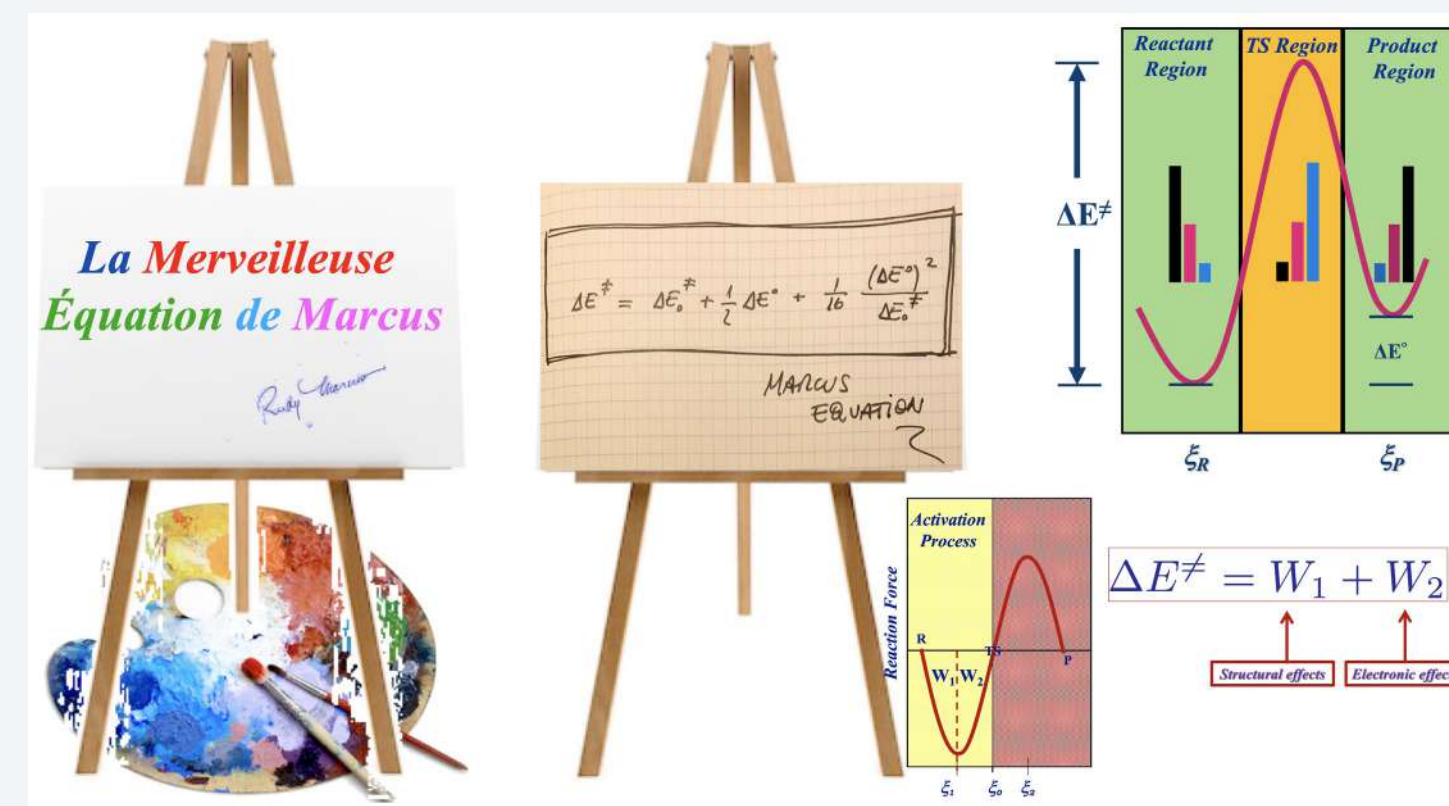 La Merveilleuse
Équation de Marcus
Rudy Marcus
ΔE≠ = ΔE₀≠ + 1/2 ΔE° + 1/16 (ΔE°)²/ΔE₀≠
MARCUS
EQUATION
Reactant
Region
TS Region
Product
Region
ΔE≠
ΔE°
ξR
ξP
Activation
Process
Reaction Force
R
TS
P
W₁
W₂
ξ₁
ξ₀
ξ₂
ΔE≠ = W₁ + W₂
Structural effects
Electronic effec